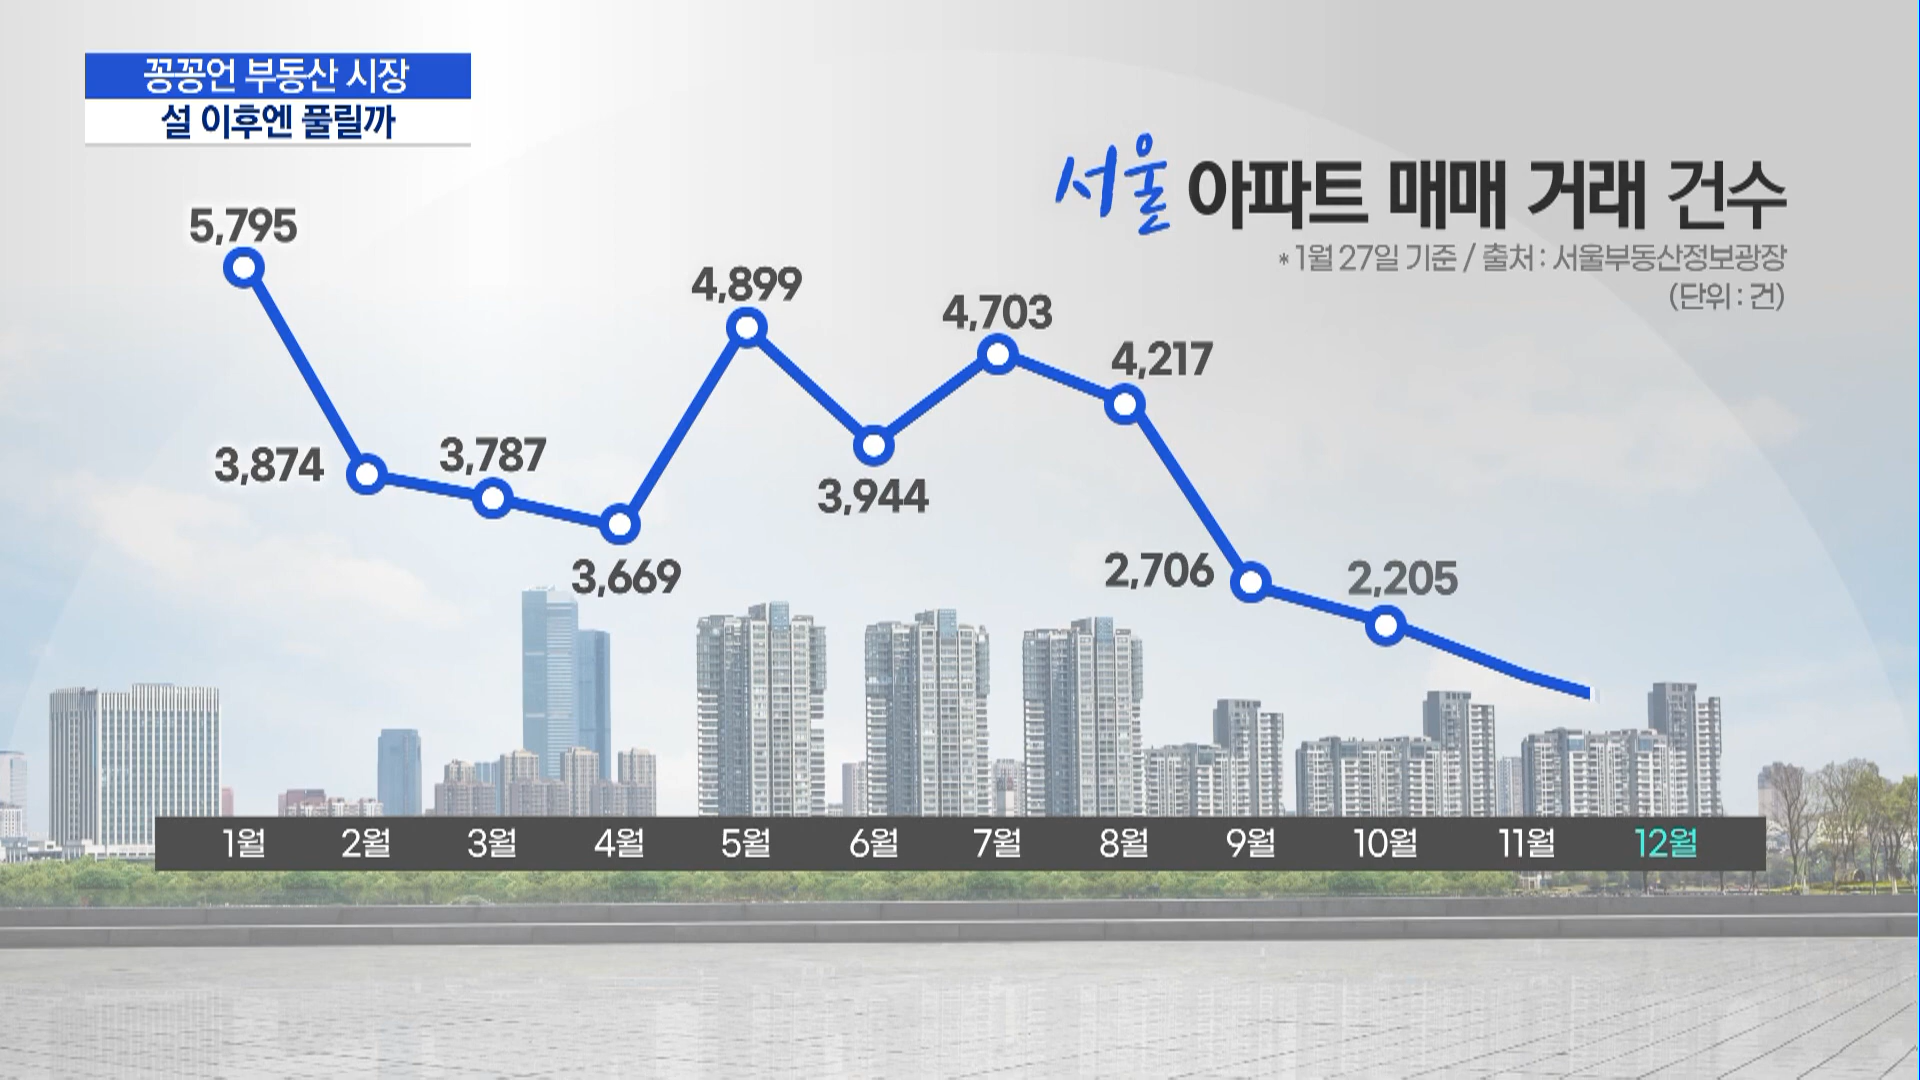 꽁꽁언 부동산 시장
설 이후엔 풀릴까
서울 아파트 매매 거래 건수
*1월 27일 기준 / 출처 : 서울부동산정보광장
(단위 : 건)
5,795
3,874
3,787
3,669
4,899
3,944
4,703
4,217
2,706
2,205
1월 2월 3월 4월 5월 6월 7월 8월 9월 10월 11월 12월